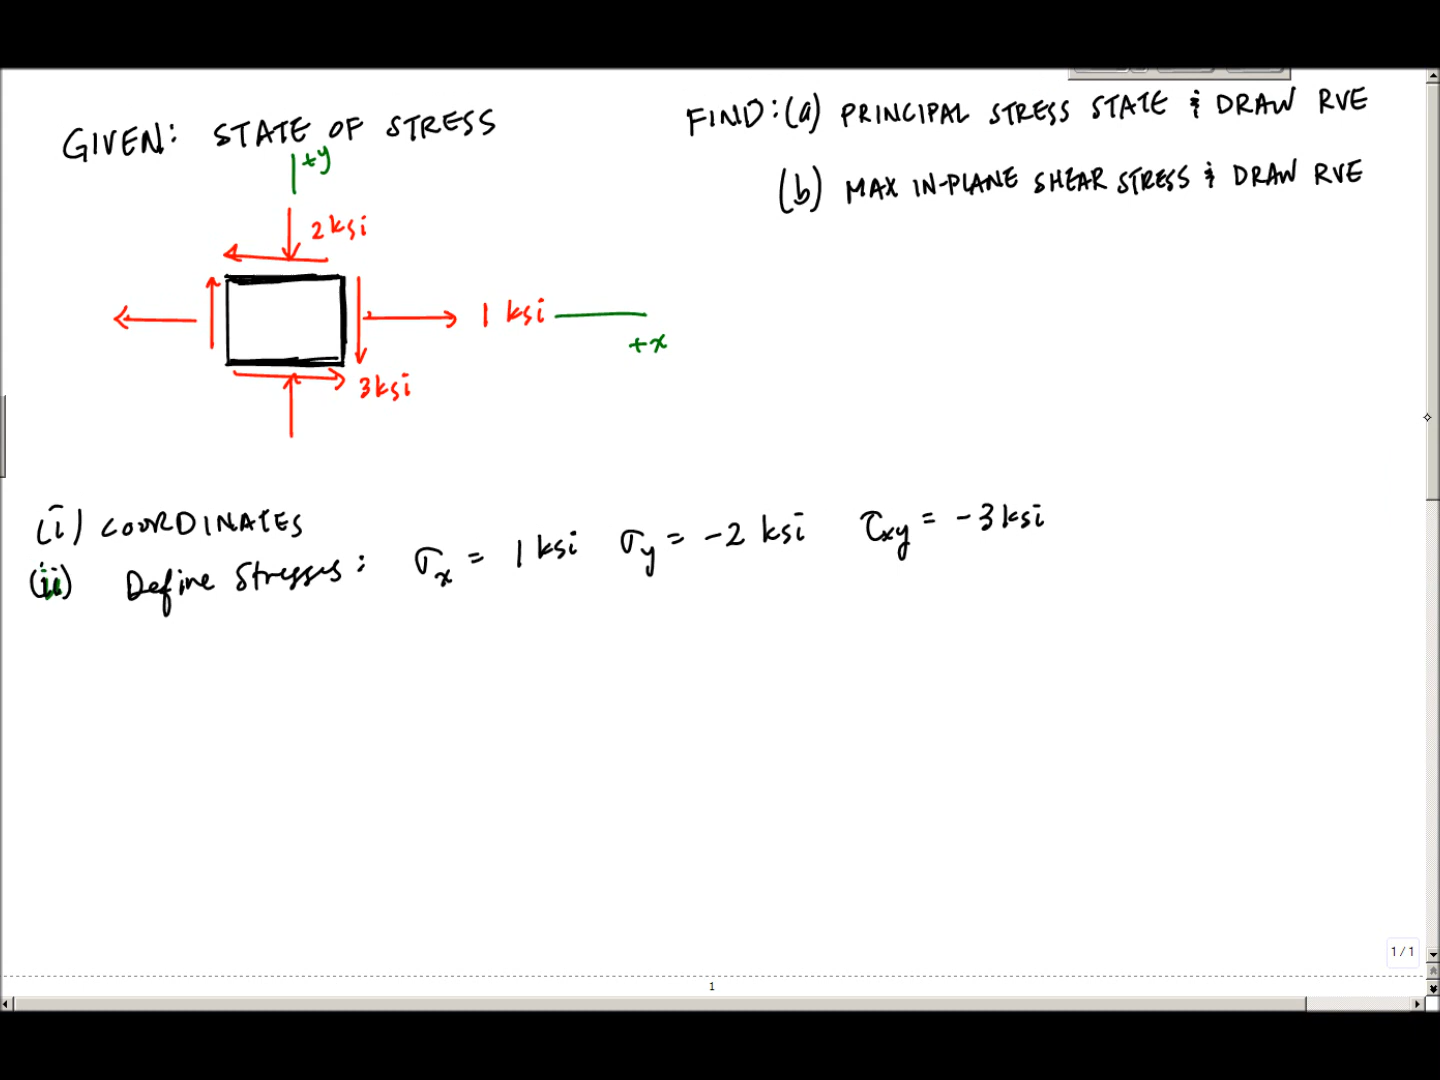 GIVEN: STATE OF STRESS
FIND: (a) PRINCIPAL STRESS STATE & DRAW RVE
(b) MAX IN-PLANE SHEAR STRESS & DRAW RVE
+y
2 ksi
1 ksi
+x
3 ksi
(i) COORDINATES
(ii) Define Stresses: σx = 1 ksi σy = -2 ksi τxy = -3 ksi
1 / 1
1